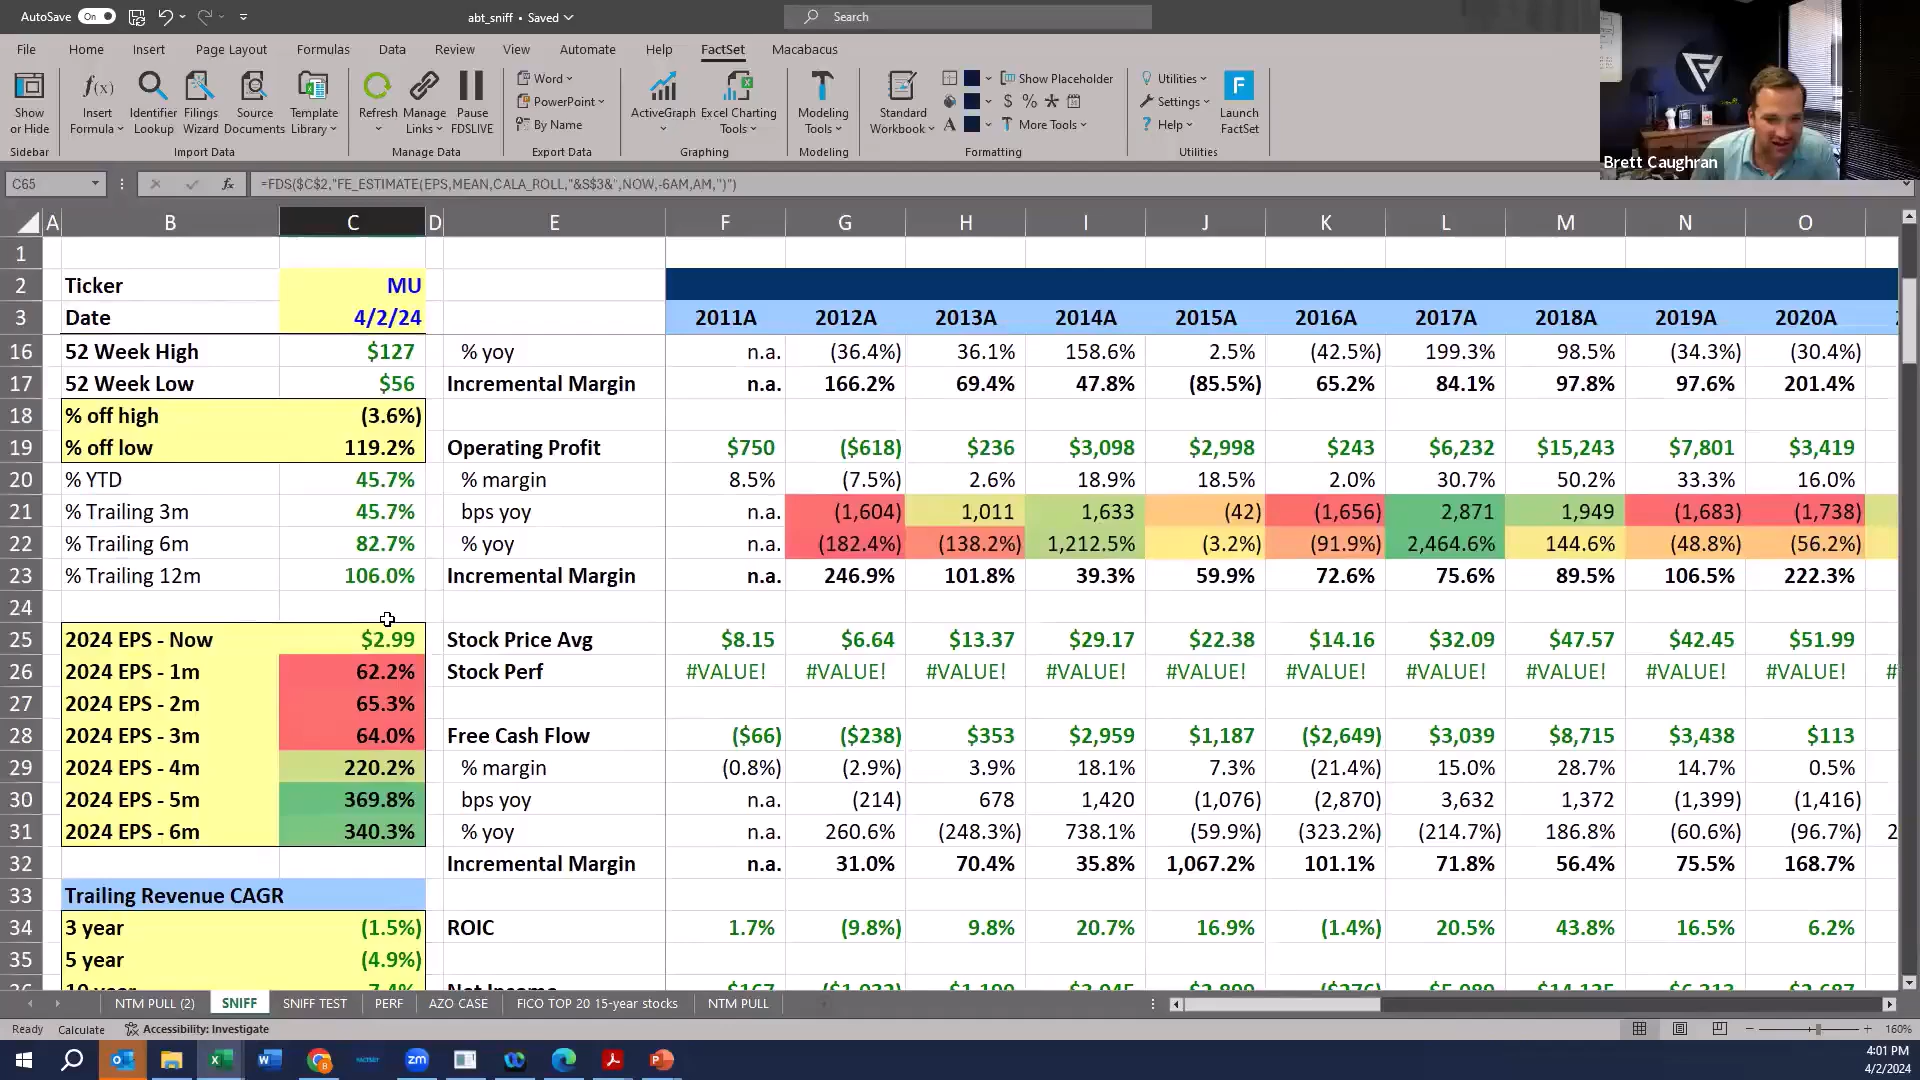 AutoSave On abt_sniff • Saved Search
File Home Insert Page Layout Formulas Data Review View Automate Help FactSet Macabacus
Show or Hide
Sidebar
Insert Formula Identifier Lookup Filings Wizard Source Documents Template Library
Import Data
Refresh Manage Links Pause FDSLIVE
Manage Data
Word
PowerPoint
By Name
Export Data
ActiveGraph Excel Charting Tools
Graphing
Modeling Tools
Modeling
Standard Workbook
Show Placeholder
$ %
A More Tools
Formatting
Utilities
Settings
Help
Launch FactSet
Utilities
Brett Caughran
C65 fx =FDS($C$2,"FE_ESTIMATE(EPS,MEAN,CALA_ROLL,"&S$3&",NOW,-6AM,AM,")")
A B C D E F G H I J K L M N O
1
2 Ticker MU
3 Date 4/2/24 2011A 2012A 2013A 2014A 2015A 2016A 2017A 2018A 2019A 2020A
16 52 Week High $127 % yoy n.a. (36.4%) 36.1% 158.6% 2.5% (42.5%) 199.3% 98.5% (34.3%) (30.4%)
17 52 Week Low $56 Incremental Margin n.a. 166.2% 69.4% 47.8% (85.5%) 65.2% 84.1% 97.8% 97.6% 201.4%
18 % off high (3.6%)
19 % off low 119.2% Operating Profit $750 ($618) $236 $3,098 $2,998 $243 $6,232 $15,243 $7,801 $3,419
20 % YTD 45.7% % margin 8.5% (7.5%) 2.6% 18.9% 18.5% 2.0% 30.7% 50.2% 33.3% 16.0%
21 % Trailing 3m 45.7% bps yoy n.a. (1,604) 1,011 1,633 (42) (1,656) 2,871 1,949 (1,683) (1,738)
22 % Trailing 6m 82.7% % yoy n.a. (182.4%) (138.2%) 1,212.5% (3.2%) (91.9%) 2,464.6% 144.6% (48.8%) (56.2%)
23 % Trailing 12m 106.0% Incremental Margin n.a. 246.9% 101.8% 39.3% 59.9% 72.6% 75.6% 89.5% 106.5% 222.3%
24
25 2024 EPS - Now $2.99 Stock Price Avg $8.15 $6.64 $13.37 $29.17 $22.38 $14.16 $32.09 $47.57 $42.45 $51.99
26 2024 EPS - 1m 62.2% Stock Perf #VALUE! #VALUE! #VALUE! #VALUE! #VALUE! #VALUE! #VALUE! #VALUE! #VALUE! #VALUE! #
27 2024 EPS - 2m 65.3%
28 2024 EPS - 3m 64.0% Free Cash Flow ($66) ($238) $353 $2,959 $1,187 ($2,649) $3,039 $8,715 $3,438 $113
29 2024 EPS - 4m 220.2% % margin (0.8%) (2.9%) 3.9% 18.1% 7.3% (21.4%) 15.0% 28.7% 14.7% 0.5%
30 2024 EPS - 5m 369.8% bps yoy n.a. (214) 678 1,420 (1,076) (2,870) 3,632 1,372 (1,399) (1,416)
31 2024 EPS - 6m 340.3% % yoy n.a. 260.6% (248.3%) 738.1% (59.9%) (323.2%) (214.7%) 186.8% (60.6%) (96.7%) 2
32 Incremental Margin n.a. 31.0% 70.4% 35.8% 1,067.2% 101.1% 71.8% 56.4% 75.5% 168.7%
33 Trailing Revenue CAGR
34 3 year (1.5%) ROIC 1.7% (9.8%) 9.8% 20.7% 16.9% (1.4%) 20.5% 43.8% 16.5% 6.2%
35 5 year (4.9%)
NTM PULL (2) SNIFF SNIFF TEST PERF AZO CASE FICO TOP 20 15-year stocks NTM PULL
Ready Calculate Accessibility: Investigate 160%
4:01 PM
4/2/2024